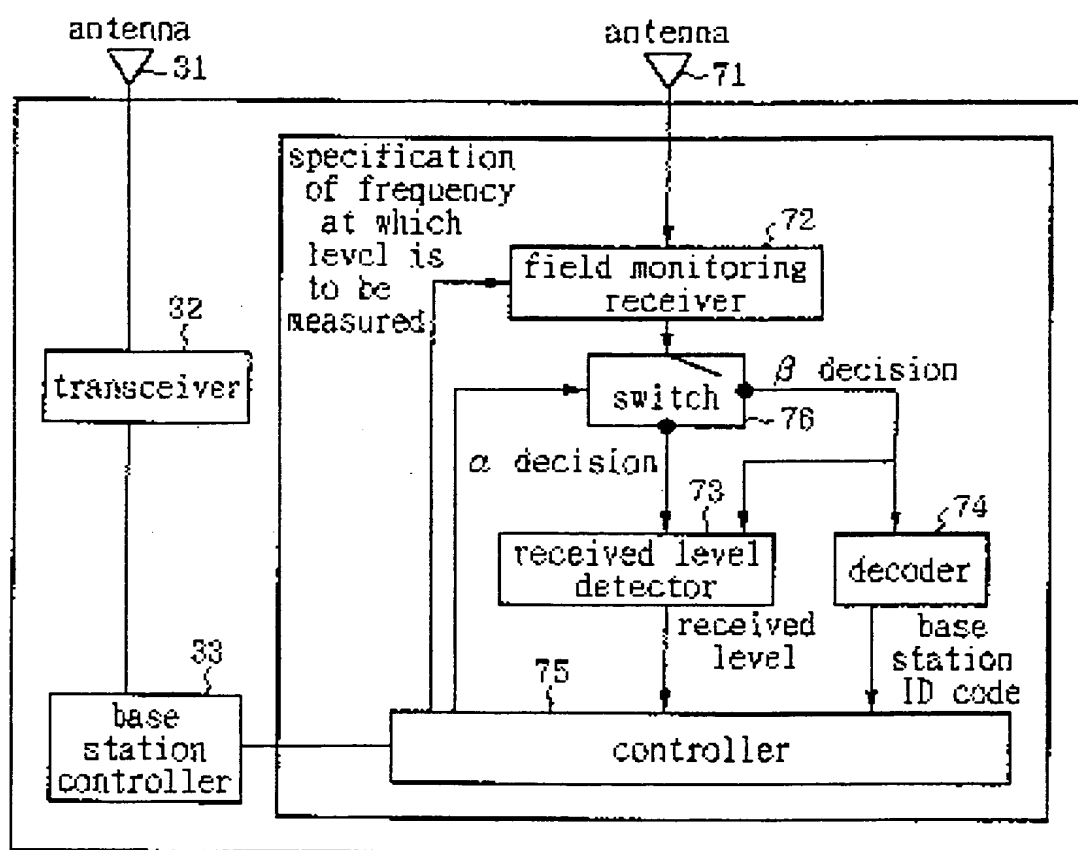 antenna
31
antenna
71
specification
of frequency
at which
level is
to be
measured
72
field monitoring
receiver
32
transceiver
switch
β decision
76
α decision
73
74
received level
detector
decoder
received
level
base
station
ID code
33
75
base
station
controller
controller